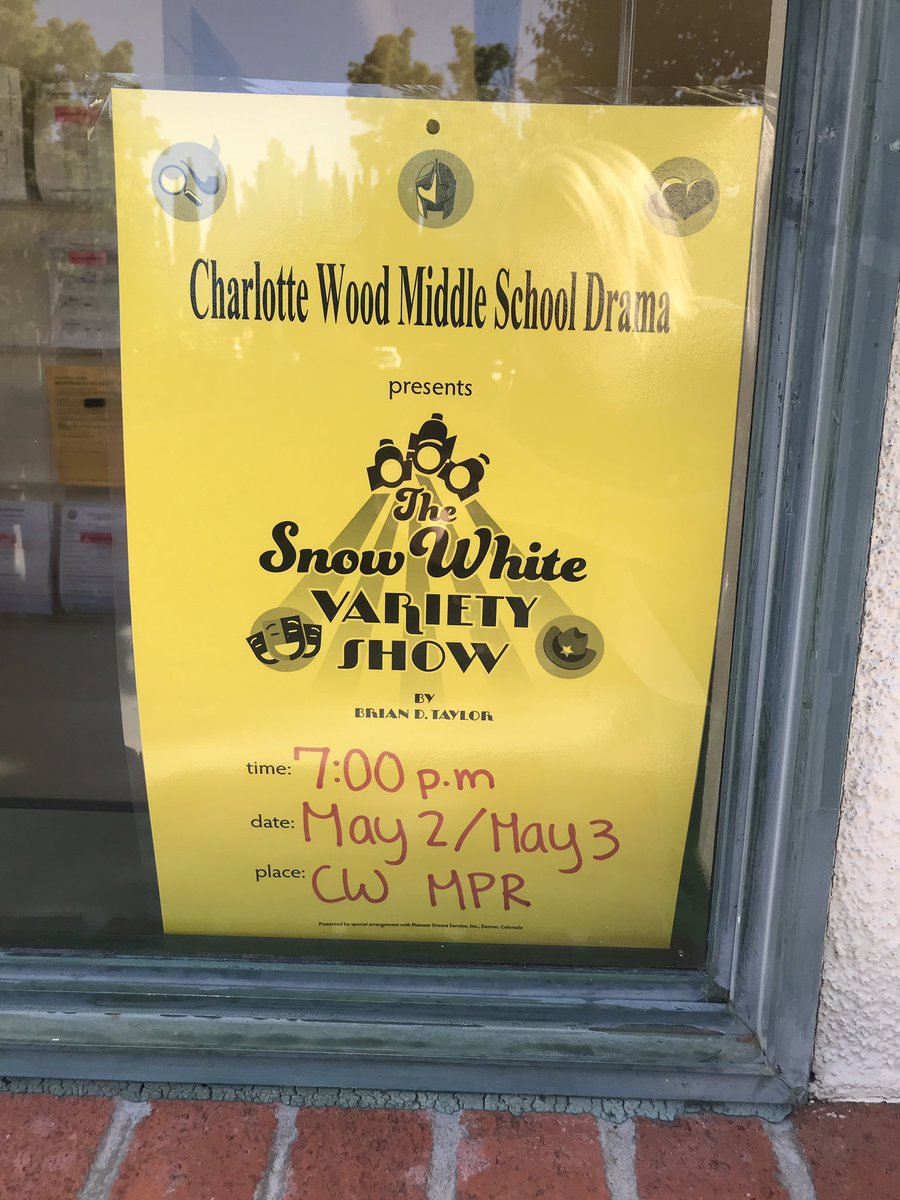 Charlotte Wood Middle School Drama
presents
The
Snow White
VARIETY
SHOW
BY
BRIAN D. TAYLOR
time: 7:00 p.m
date: May 2/May 3
place: CW MPR
Presented by special arrangement with Pioneer Drama Service, Inc., Denver, Colorado